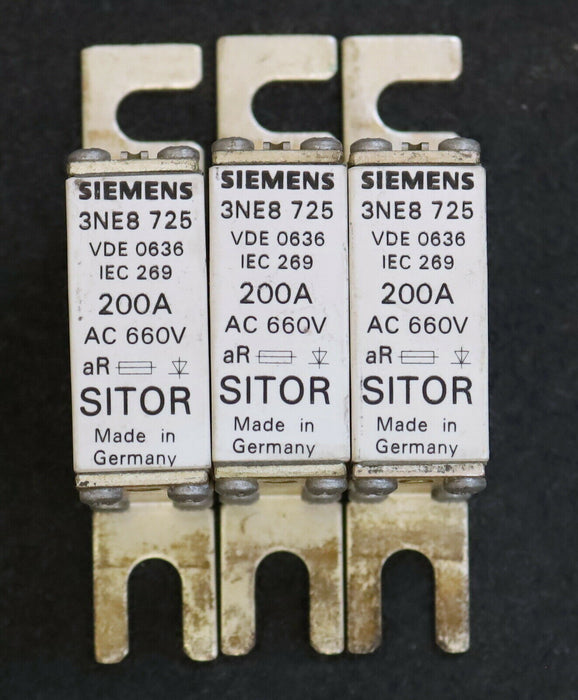 SIEMENS
3NE8 725
VDE 0636
IEC 269
200A
AC 660V
aR
SITOR
Made in
Germany
SIEMENS
3NE8 725
VDE 0636
IEC 269
200A
AC 660V
aR
SITOR
Made in
Germany
SIEMENS
3NE8 725
VDE 0636
IEC 269
200A
AC 660V
aR
SITOR
Made in
Germany